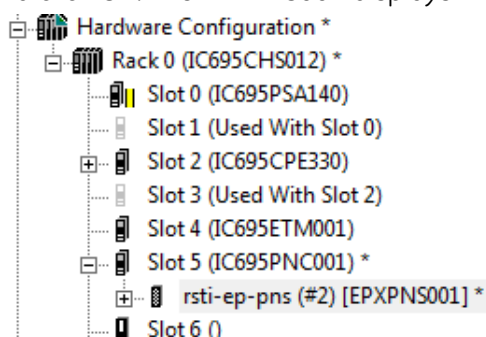 Hardware Configuration *
Rack 0 (IC695CHS012) *
Slot 0 (IC695PSA140)
Slot 1 (Used With Slot 0)
Slot 2 (IC695CPE330)
Slot 3 (Used With Slot 2)
Slot 4 (IC695ETM001)
Slot 5 (IC695PNC001) *
rsti-ep-pns (#2) [EPXPNS001] *
Slot 6 ()